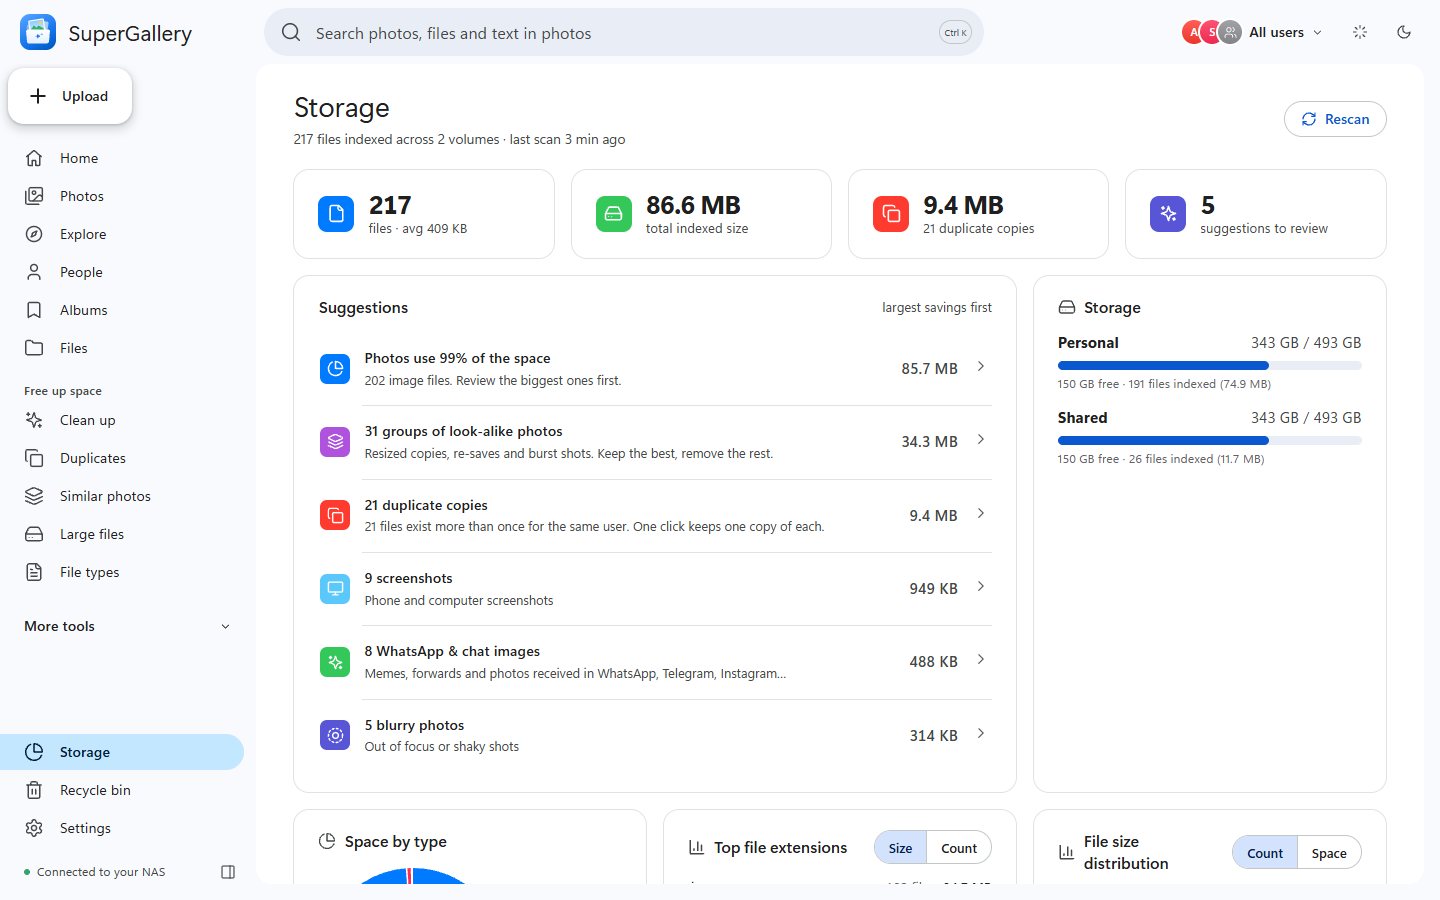 SuperGallery
Search photos, files and text in photos
Ctrl K
A
S
All users
Upload
Home
Photos
Explore
People
Albums
Files
Free up space
Clean up
Duplicates
Similar photos
Large files
File types
More tools
Storage
Recycle bin
Settings
Connected to your NAS
Storage
217 files indexed across 2 volumes · last scan 3 min ago
Rescan
217
files · avg 409 KB
86.6 MB
total indexed size
9.4 MB
21 duplicate copies
5
suggestions to review
Suggestions
largest savings first
Photos use 99% of the space
202 image files. Review the biggest ones first.
85.7 MB
31 groups of look-alike photos
Resized copies, re-saves and burst shots. Keep the best, remove the rest.
34.3 MB
21 duplicate copies
21 files exist more than once for the same user. One click keeps one copy of each.
9.4 MB
9 screenshots
Phone and computer screenshots
949 KB
8 WhatsApp & chat images
Memes, forwards and photos received in WhatsApp, Telegram, Instagram...
488 KB
5 blurry photos
Out of focus or shaky shots
314 KB
Storage
Personal
343 GB / 493 GB
150 GB free · 191 files indexed (74.9 MB)
Shared
343 GB / 493 GB
150 GB free · 26 files indexed (11.7 MB)
Space by type
Top file extensions
Size
Count
File size
distribution
Count
Space